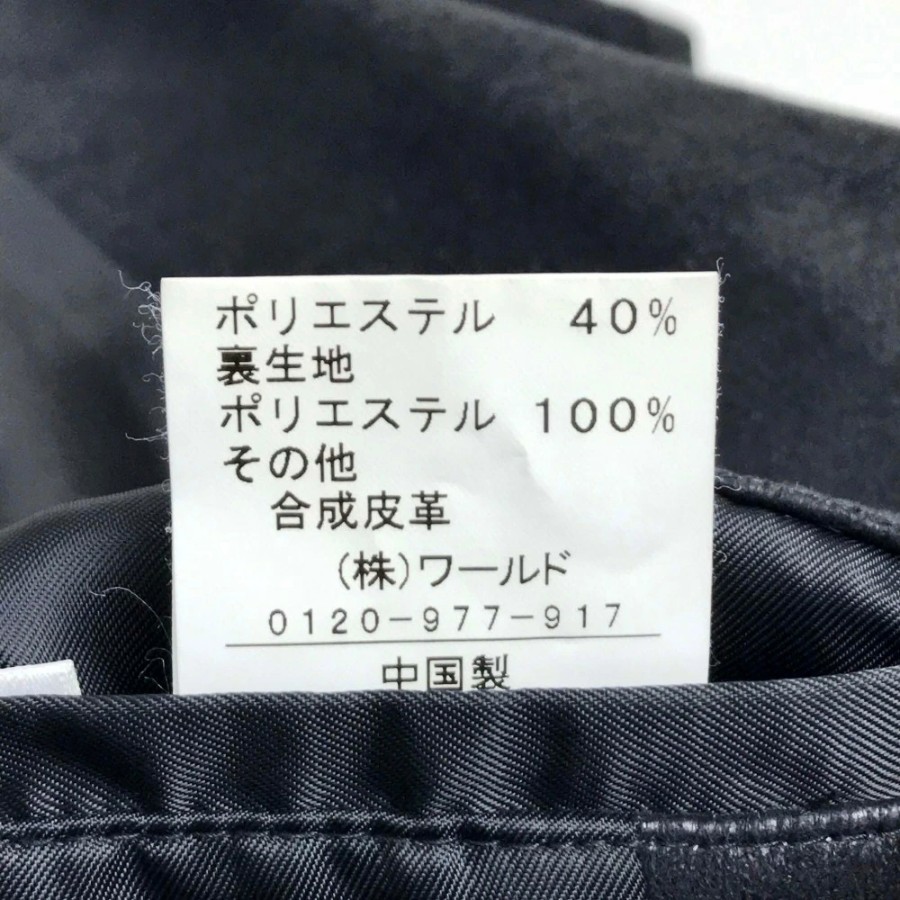 ポリエステル　40%
裏生地
ポリエステル 100%
その他
　合成皮革
(株)ワールド
0120-977-917
中国製